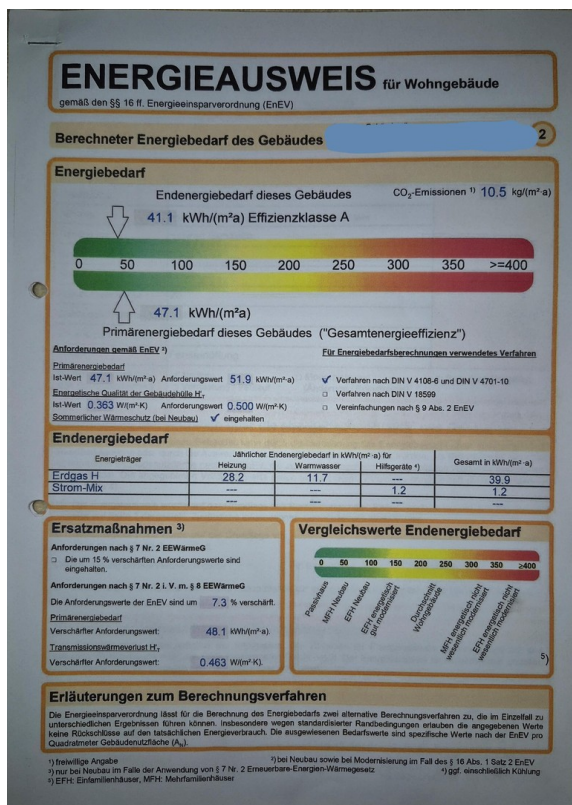 ENERGIEAUSWEIS für Wohngebäude
gemäß den §§ 16 ff. Energieeinsparverordnung (EnEV)
Berechneter Energiebedarf des Gebäudes 2
Energiebedarf
Endenergiebedarf dieses Gebäudes CO₂-Emissionen ¹⁾ 10.5 kg/(m²·a)
41.1 kWh/(m²a) Effizienzklasse A
0 50 100 150 200 250 300 350 >=400
47.1 kWh/(m²a)
Primärenergiebedarf dieses Gebäudes ("Gesamtenergieeffizienz")
Anforderungen gemäß EnEV ²⁾ Für Energiebedarfsberechnungen verwendetes Verfahren
Primärenergiebedarf
Ist-Wert 47.1 kWh/(m²·a) Anforderungswert 51.9 kWh/(m²·a) ✓ Verfahren nach DIN V 4108-6 und DIN V 4701-10
Energetische Qualität der Gebäudehülle H'T □ Verfahren nach DIN V 18599
Ist-Wert 0.363 W/(m²·K) Anforderungswert 0.500 W/(m²·K) □ Vereinfachungen nach § 9 Abs. 2 EnEV
Sommerlicher Wärmeschutz (bei Neubau) ✓ eingehalten
Endenergiebedarf
Energieträger Jährlicher Endenergiebedarf in kWh/(m²·a) für Gesamt in kWh/(m²·a)
Heizung Warmwasser Hilfsgeräte ⁴⁾
Erdgas H 28.2 11.7 --- 39.9
Strom-Mix --- --- 1.2 1.2
--- --- --- ---
Ersatzmaßnahmen ³⁾
Anforderungen nach § 7 Nr. 2 EEWärmeG
□ Die um 15 % verschärften Anforderungswerte sind
eingehalten.
Anforderungen nach § 7 Nr. 2 i. V. m. § 8 EEWärmeG
Die Anforderungswerte der EnEV sind um 7.3 % verschärft.
Primärenergiebedarf
Verschärfter Anforderungswert: 48.1 kWh/(m²·a).
Transmissionswärmeverlust H'T
Verschärfter Anforderungswert: 0.463 W/(m²·K).
Vergleichswerte Endenergiebedarf
0 50 100 150 200 250 300 350 ≥400
Passivhaus
MFH Neubau
EFH Neubau
EFH energetisch
gut modernisiert
Durchschnitt
Wohngebäude
MFH energetisch nicht
wesentlich modernisiert
EFH energetisch nicht
wesentlich modernisiert
5)
Erläuterungen zum Berechnungsverfahren
Die Energieeinsparverordnung lässt für die Berechnung des Energiebedarfs zwei alternative Berechnungsverfahren zu, die im Einzelfall zu
unterschiedlichen Ergebnissen führen können. Insbesondere wegen standardisierter Randbedingungen erlauben die angegebenen Werte
keine Rückschlüsse auf den tatsächlichen Energieverbrauch. Die ausgewiesenen Bedarfswerte sind spezifische Werte nach der EnEV pro
Quadratmeter Gebäudenutzfläche (AN).
¹⁾ freiwillige Angabe ²⁾ bei Neubau sowie bei Modernisierung im Fall des § 16 Abs. 1 Satz 2 EnEV
³⁾ nur bei Neubau im Falle der Anwendung von § 7 Nr. 2 Erneuerbare-Energien-Wärmegesetz ⁴⁾ ggf. einschließlich Kühlung
⁵⁾ EFH: Einfamilienhäuser, MFH: Mehrfamilienhäuser